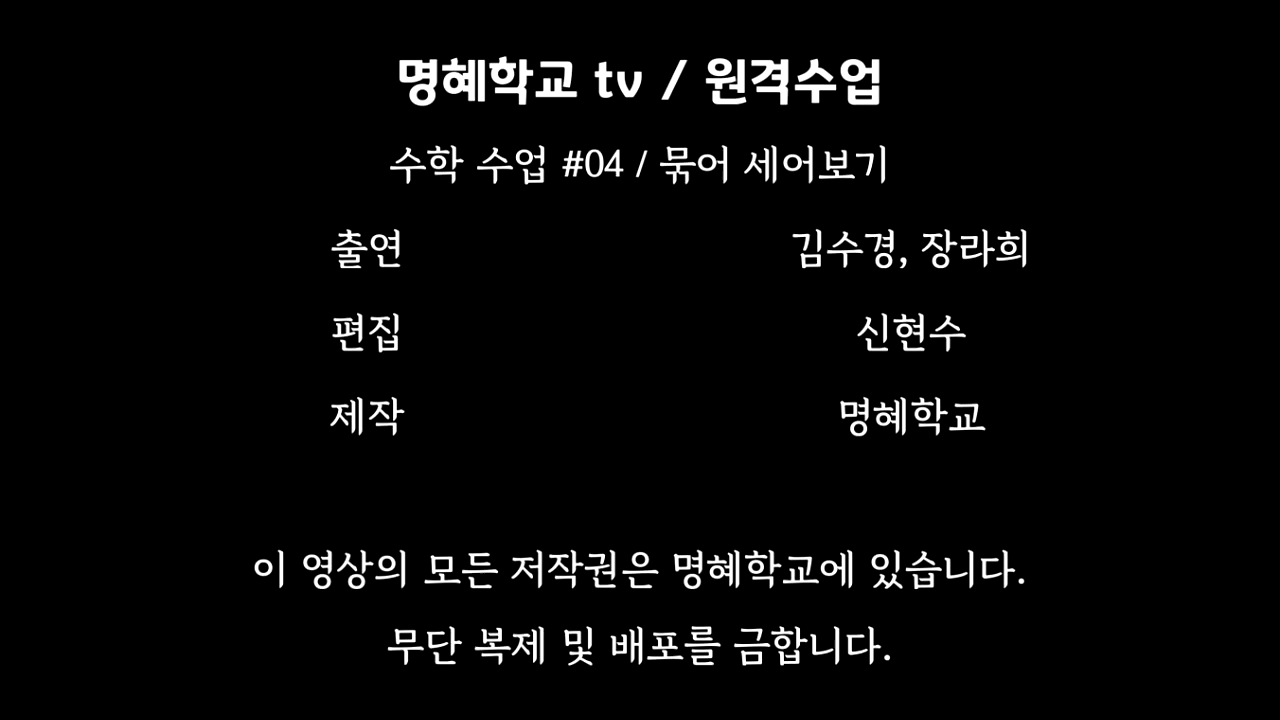 명혜학교 tv / 원격수업
수학 수업 #04 / 묶어 세어보기
출연 김수경, 장라희
편집 신현수
제작 명혜학교
이 영상의 모든 저작권은 명혜학교에 있습니다.
무단 복제 및 배포를 금합니다.